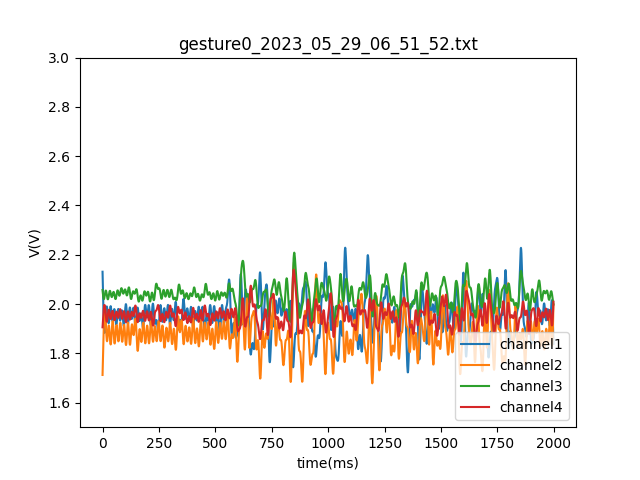 gesture0_2023_05_29_06_51_52.txt
3.0
2.8
2.6
2.4
2.2
2.0
1.8
1.6
V(V)
channel1
channel2
channel3
channel4
0 250 500 750 1000 1250 1500 1750 2000
time(ms)